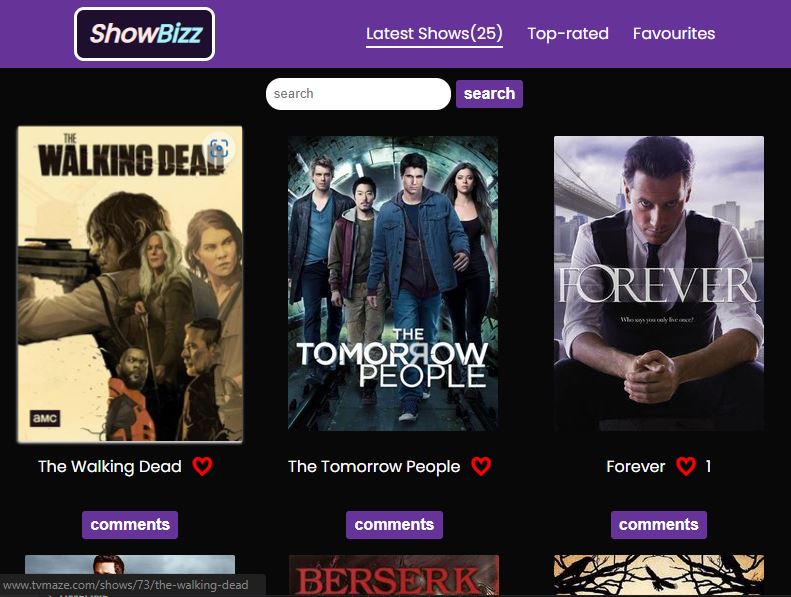 ShowBizz
Latest Shows(25) Top-rated Favourites
search search
THE
WALKING DEAD
aMC
THE
TOMORЯOW
PEOPLE
FOREVER
Who says you only live once?
The Walking Dead
The Tomorrow People
Forever 1
comments comments comments
BERSERK
www.tvmaze.com/shows/73/the-walking-dead